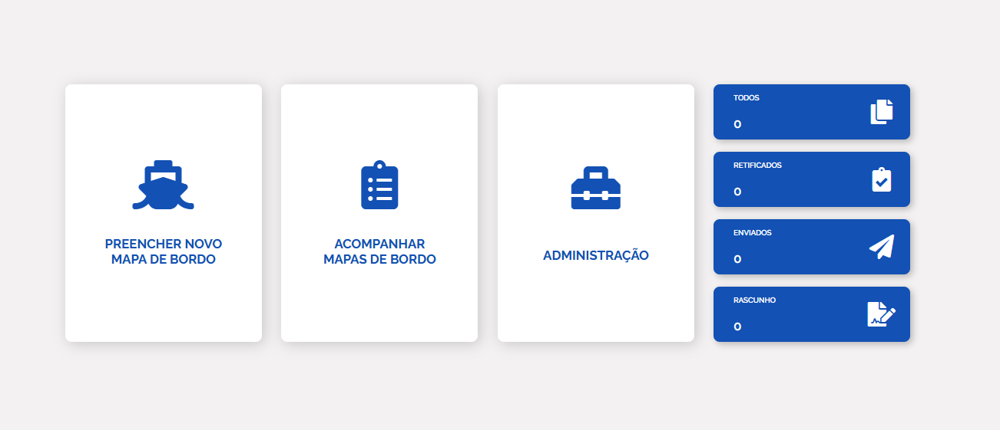 PREENCHER NOVO
MAPA DE BORDO
ACOMPANHAR
MAPAS DE BORDO
ADMINISTRAÇÃO
TODOS
0
RETIFICADOS
0
ENVIADOS
0
RASCUNHO
0